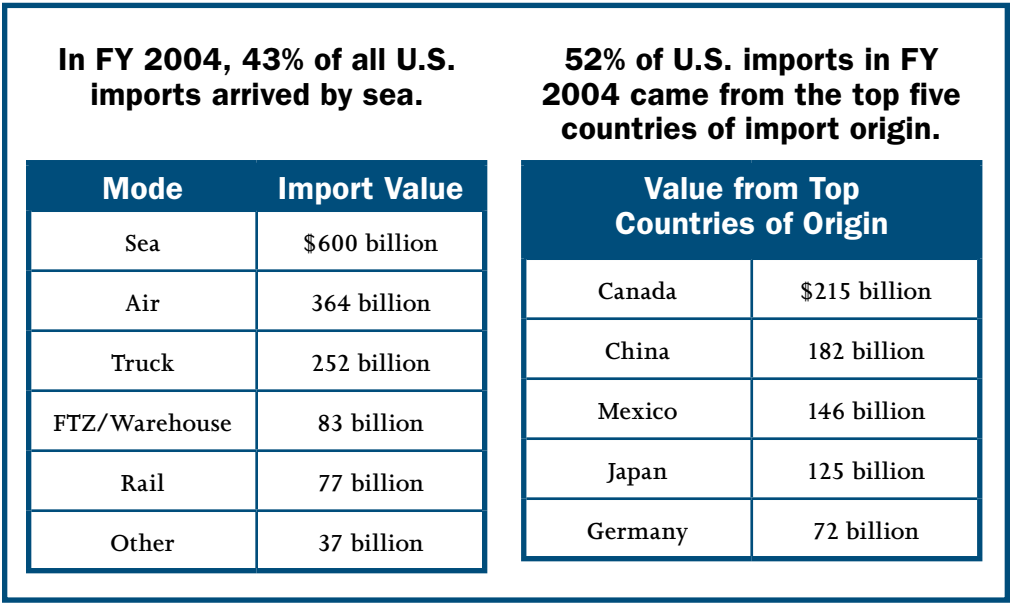 In FY 2004, 43% of all U.S.
imports arrived by sea.
Mode Import Value
Sea $600 billion
Air 364 billion
Truck 252 billion
FTZ/Warehouse 83 billion
Rail 77 billion
Other 37 billion
52% of U.S. imports in FY
2004 came from the top five
countries of import origin.
Value from Top
Countries of Origin
Canada $215 billion
China 182 billion
Mexico 146 billion
Japan 125 billion
Germany 72 billion